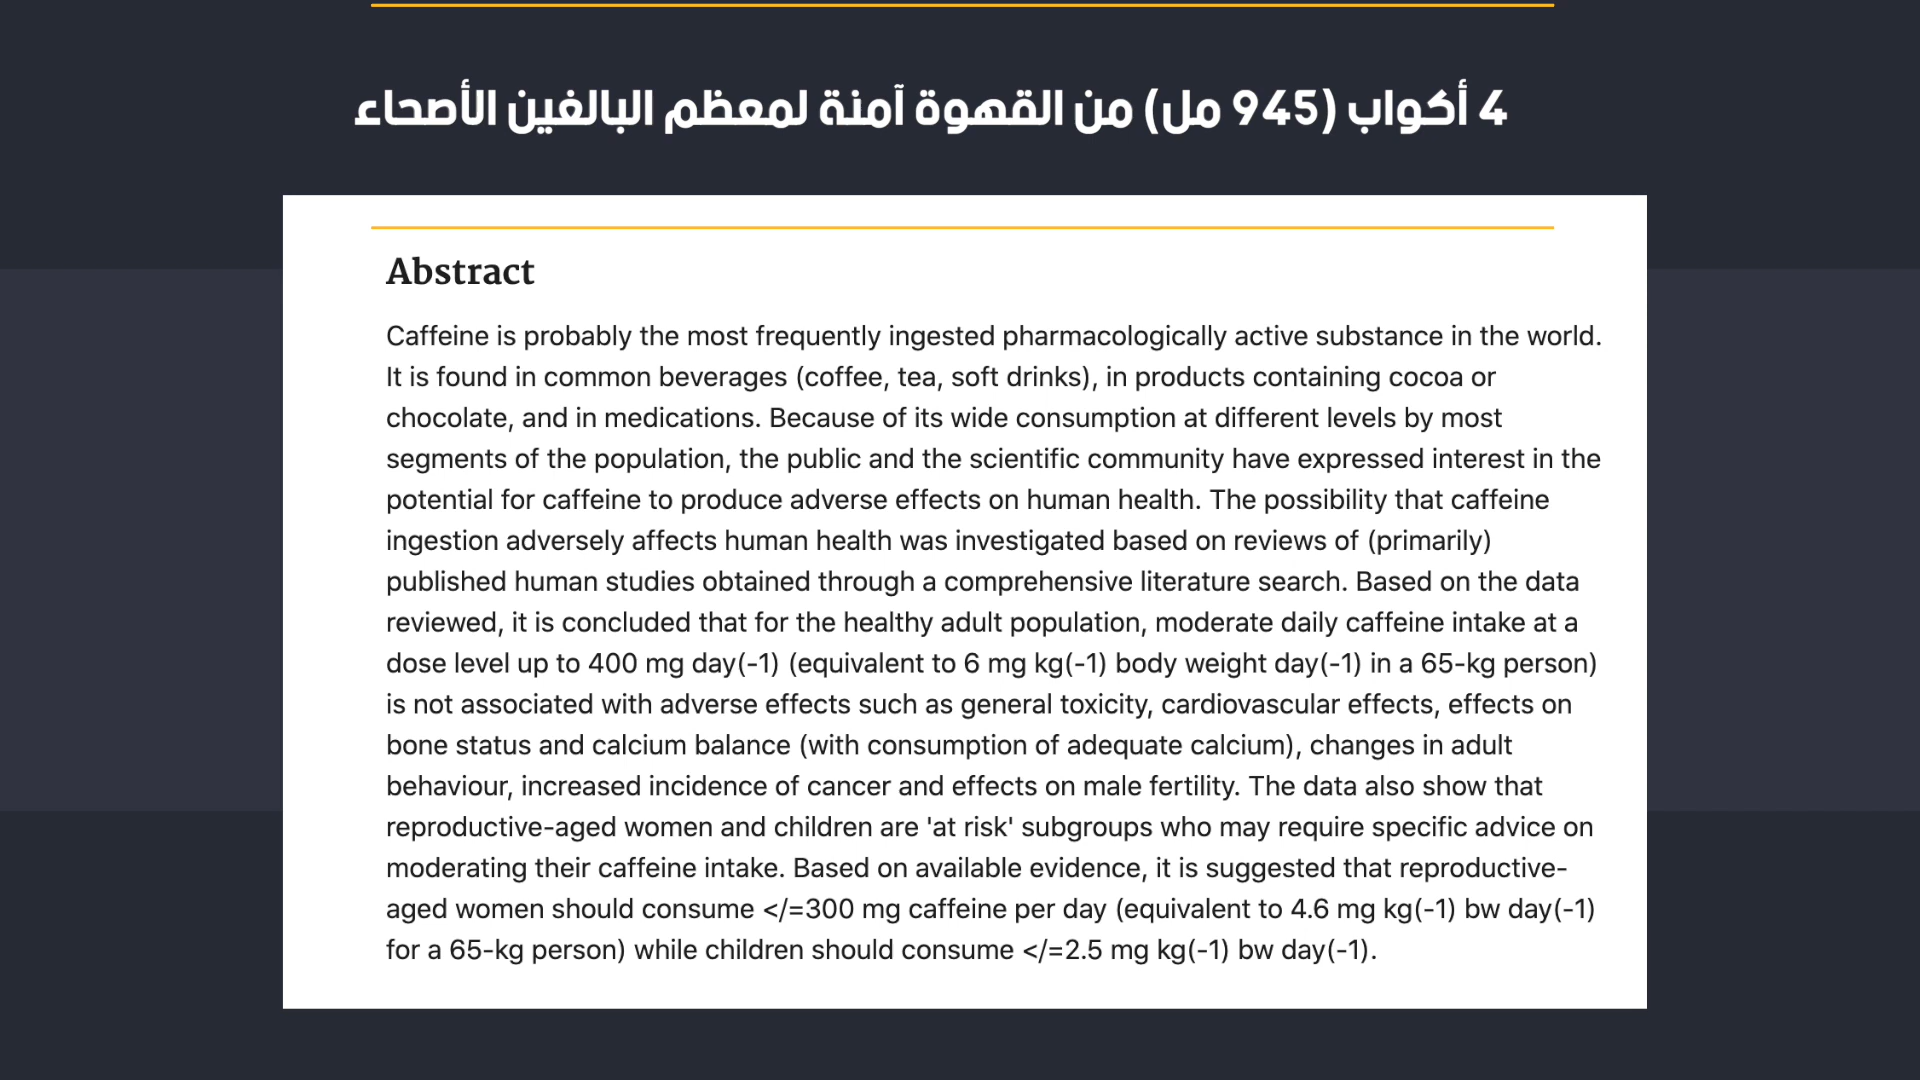 4 أكواب (945 مل) من القهوة آمنة لمعظم البالغين الأصحاء
Abstract
Caffeine is probably the most frequently ingested pharmacologically active substance in the world.
It is found in common beverages (coffee, tea, soft drinks), in products containing cocoa or
chocolate, and in medications. Because of its wide consumption at different levels by most
segments of the population, the public and the scientific community have expressed interest in the
potential for caffeine to produce adverse effects on human health. The possibility that caffeine
ingestion adversely affects human health was investigated based on reviews of (primarily)
published human studies obtained through a comprehensive literature search. Based on the data
reviewed, it is concluded that for the healthy adult population, moderate daily caffeine intake at a
dose level up to 400 mg day(-1) (equivalent to 6 mg kg(-1) body weight day(-1) in a 65-kg person)
is not associated with adverse effects such as general toxicity, cardiovascular effects, effects on
bone status and calcium balance (with consumption of adequate calcium), changes in adult
behaviour, increased incidence of cancer and effects on male fertility. The data also show that
reproductive-aged women and children are 'at risk' subgroups who may require specific advice on
moderating their caffeine intake. Based on available evidence, it is suggested that reproductive-
aged women should consume </=300 mg caffeine per day (equivalent to 4.6 mg kg(-1) bw day(-1)
for a 65-kg person) while children should consume </=2.5 mg kg(-1) bw day(-1).